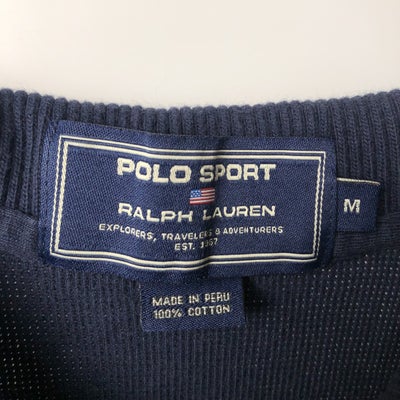 POLO SPORT
RALPH LAUREN
EXPLORERS, TRAVELERS & ADVENTURERS
EST. 1967
M
MADE IN PERU
100% COTTON